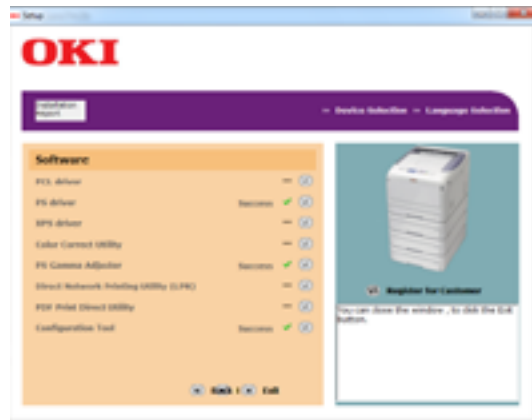 Setup
OKI
Installation
Report
Device Selection
Language Selection
Software
PCL driver
PS driver Success
XPS driver
Color Correct Utility
PS Gamma Adjuster Success
Direct Network Printing Utility (LPR)
PDF Print Direct Utility
Configuration Tool Success
Back
Exit
Register for Customer
You can close the window , to click the Exit
button.